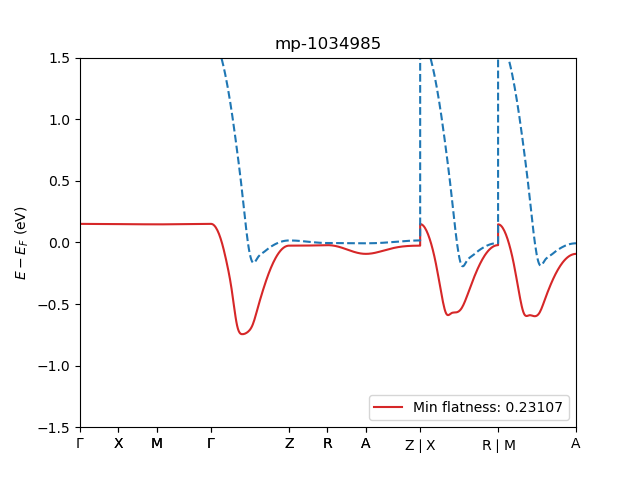 mp-1034985
1.5
1.0
0.5
0.0
−0.5
−1.0
−1.5
E − E_F (eV)
Min flatness: 0.23107
Γ X M Γ Z R A Z | X R | M A